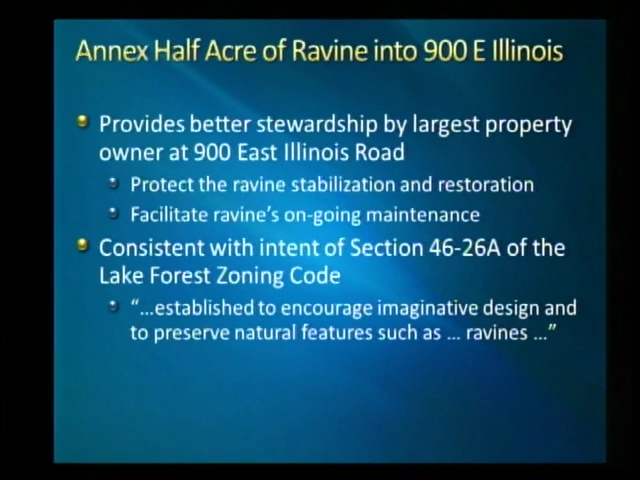 Annex Half Acre of Ravine into 900 E Illinois
Provides better stewardship by largest property
owner at 900 East Illinois Road
Protect the ravine stabilization and restoration
Facilitate ravine's on-going maintenance
Consistent with intent of Section 46-26A of the
Lake Forest Zoning Code
“...established to encourage imaginative design and
to preserve natural features such as ... ravines ...”